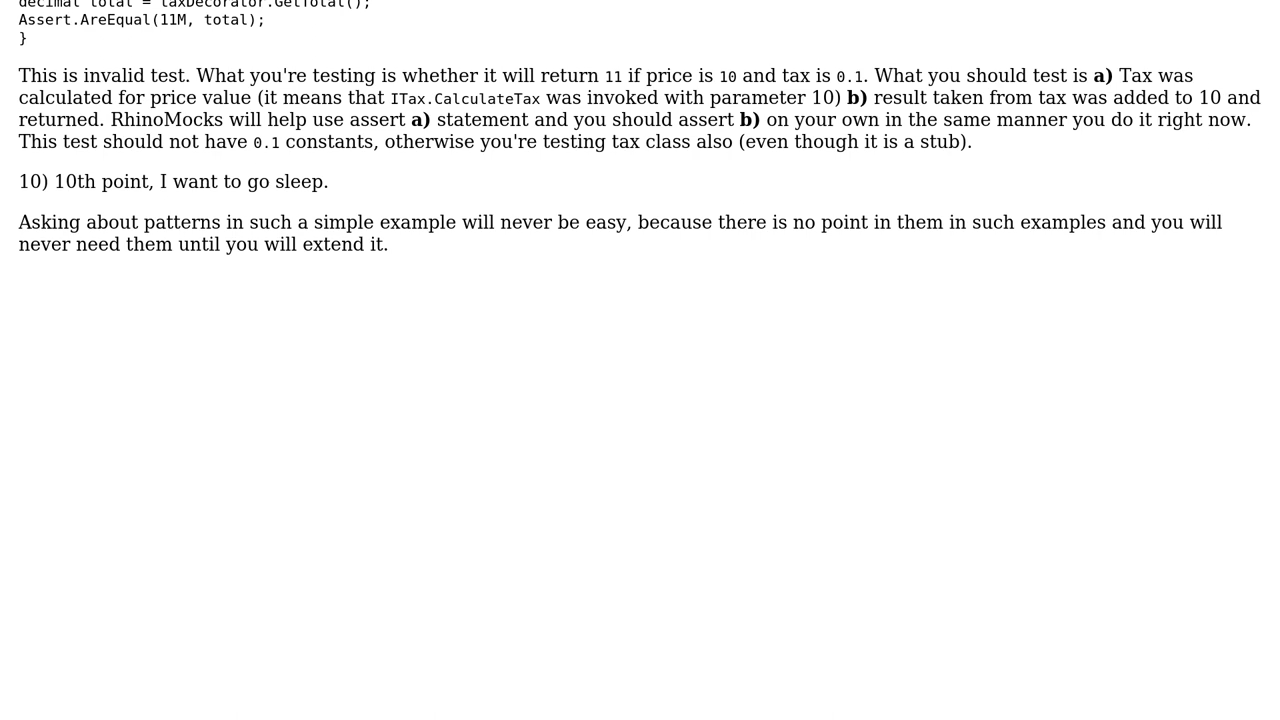 decimal total = taxDecorator.GetTotal();
Assert.AreEqual(11M, total);
}
This is invalid test. What you're testing is whether it will return 11 if price is 10 and tax is 0.1. What you should test is a) Tax was
calculated for price value (it means that ITax.CalculateTax was invoked with parameter 10) b) result taken from tax was added to 10 and
returned. RhinoMocks will help use assert a) statement and you should assert b) on your own in the same manner you do it right now.
This test should not have 0.1 constants, otherwise you're testing tax class also (even though it is a stub).
10) 10th point, I want to go sleep.
Asking about patterns in such a simple example will never be easy, because there is no point in them in such examples and you will
never need them until you will extend it.